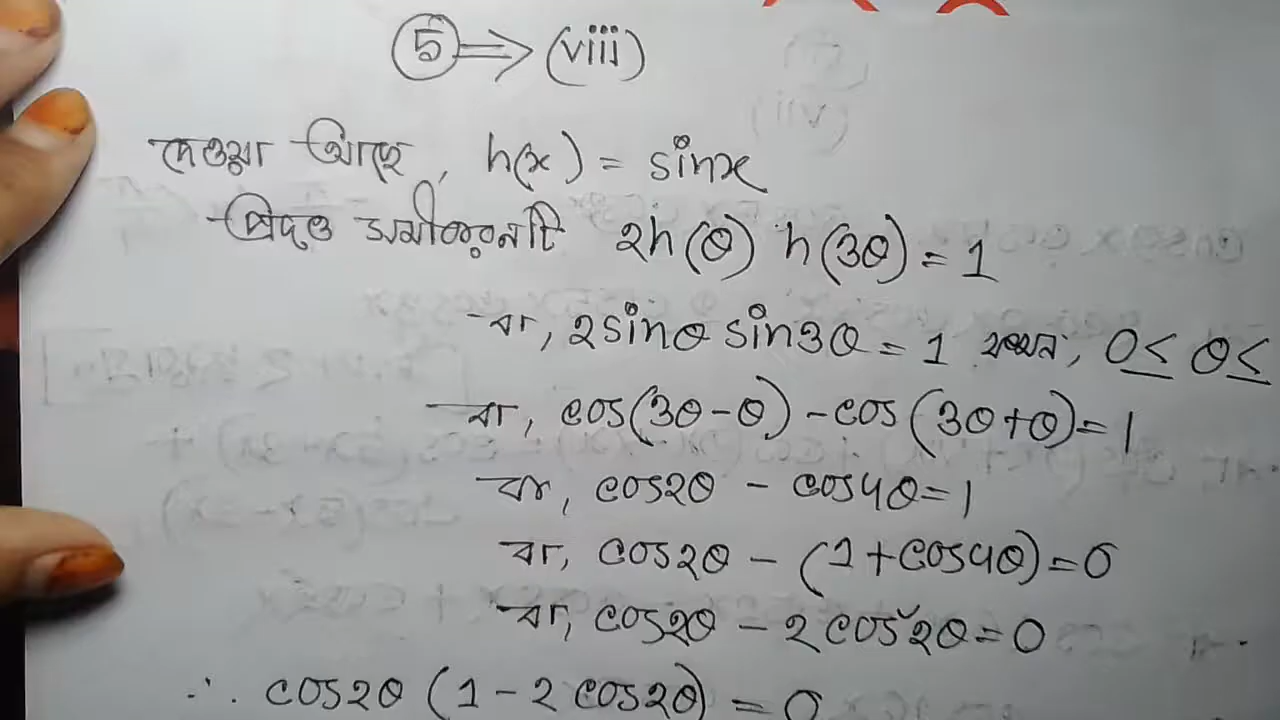 5 ⇒ (viii)
দেওয়া আছে, h(x) = sinx
প্রদত্ত সমীকরণটি 2h(θ) h(3θ) = 1
বা, 2sinθ sin3θ = 1 যখন, 0 ≤ θ ≤
বা, cos(3θ-θ) - cos(3θ+θ) = 1
বা, cos2θ - cos4θ = 1
বা, cos2θ - (1+cos4θ) = 0
বা, cos2θ - 2cos²2θ = 0
∴ cos2θ (1 - 2cos2θ) = 0